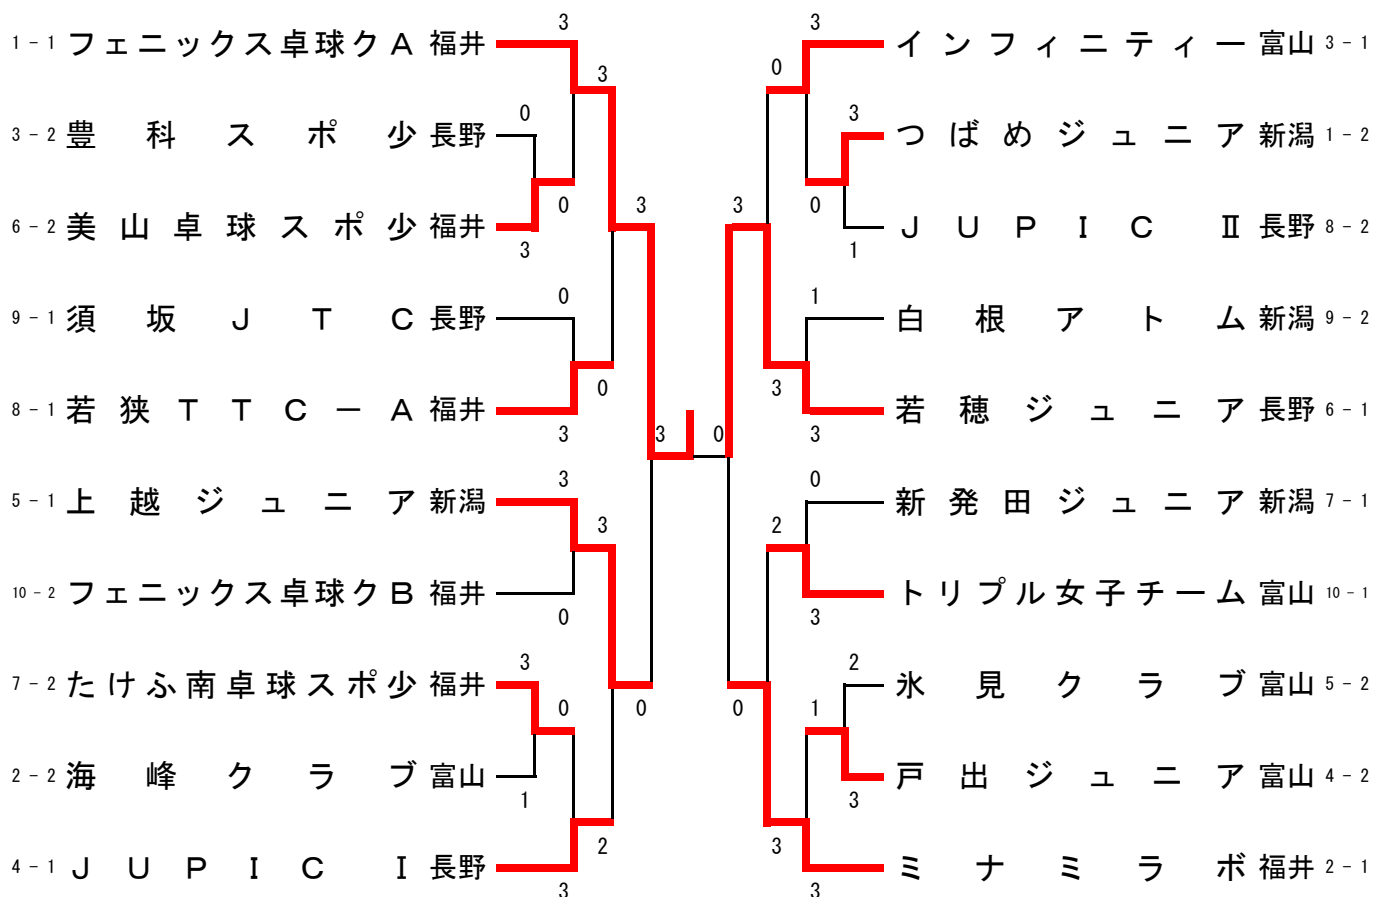 3 3
1-1 フェニックス卓球クA 福井 インフィニティー 富山 3-1
3 0
0 3
3-2 豊科スポ少 長野 つばめジュニア 新潟 1-2
0 3 3 0
6-2 美山卓球スポ少 福井 JUPIC Ⅱ 長野 8-2
3 1
0 1
9-1 須坂JTC 長野 白根アトム 新潟 9-2
0 3
8-1 若狭TTC-A 福井 若穂ジュニア 長野 6-1
3 3 0 3
3 0
5-1 上越ジュニア 新潟 新発田ジュニア 新潟 7-1
3 2
10-2 フェニックス卓球クB 福井 トリプル女子チーム 富山 10-1
0 3
3 2
7-2 たけふ南卓球スポ少 福井 氷見クラブ 富山 5-2
0 0 0 1
2-2 海峰クラブ 富山 戸出ジュニア 富山 4-2
1 3
2 3
4-1 JUPIC I 長野 ミナミラボ 福井 2-1
3 3